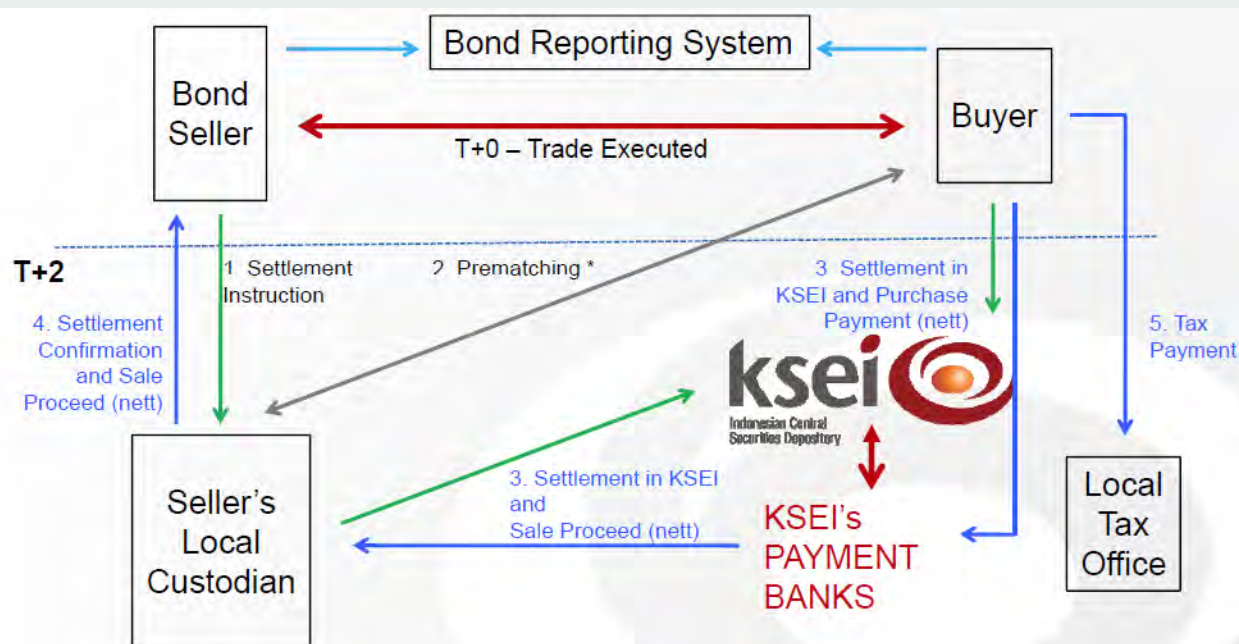 Bond Reporting System
Bond
Seller
Buyer
T+0 – Trade Executed
T+2
1 Settlement
Instruction
2 Prematching *
3 Settlement in
KSEI and Purchase
Payment (nett)
4. Settlement
Confirmation
and Sale
Proceed (nett)
5. Tax
Payment
ksei
Indonesian Central
Securities Depository
3. Settlement in KSEI
and
Sale Proceed (nett)
Seller's
Local
Custodian
KSEI's
PAYMENT
BANKS
Local
Tax
Office